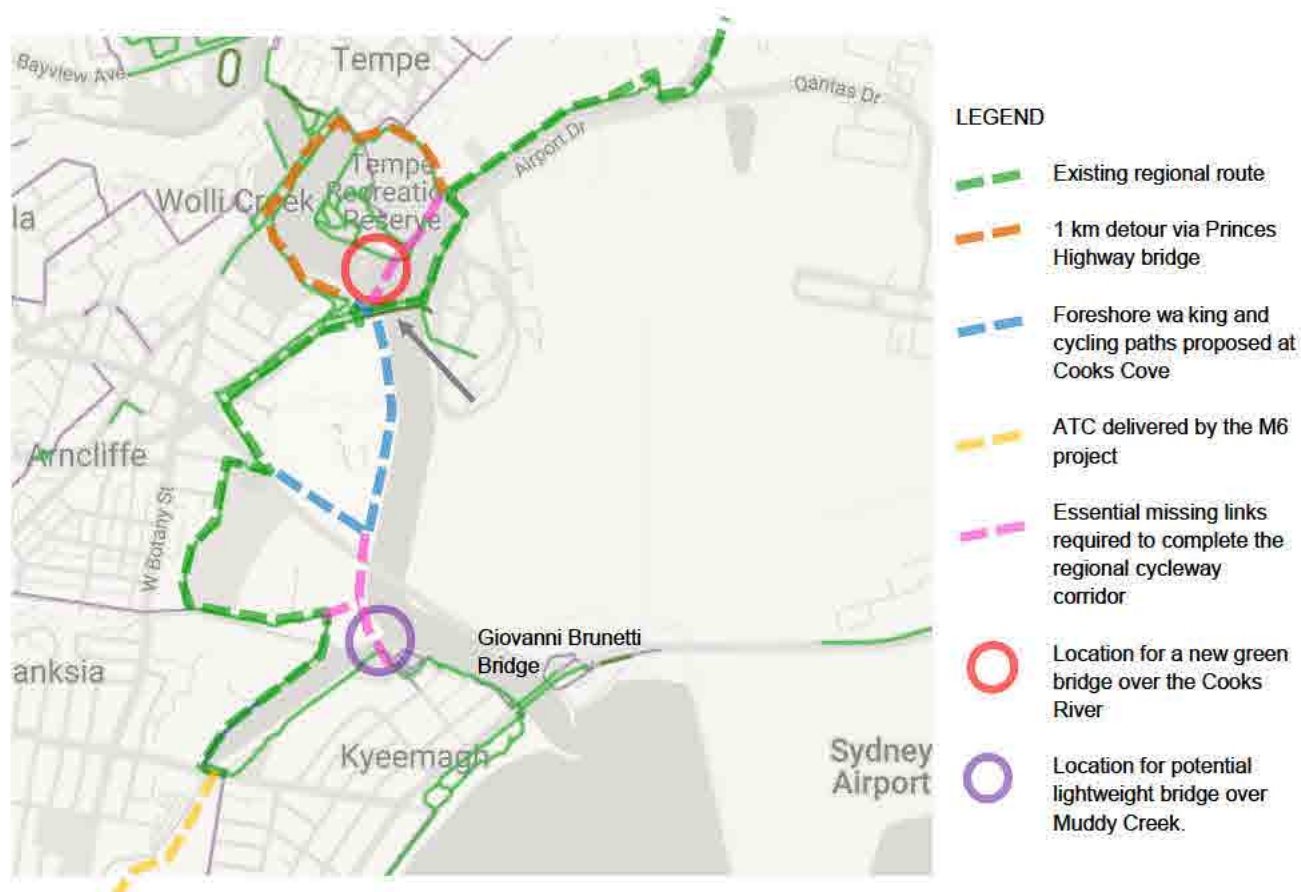 Bayview Ave
0
Tempe
Qantas Dr
Airport Dr
Tempe
Recreation
Reserve
Wolli Creek
la
Arncliffe
W Botany St
anksia
Giovanni Brunetti
Bridge
Kyeemagh
Sydney
Airport
LEGEND
Existing regional route
1 km detour via Princes
Highway bridge
Foreshore wa king and
cycling paths proposed at
Cooks Cove
ATC delivered by the M6
project
Essential missing links
required to complete the
regional cycleway
corridor
Location for a new green
bridge over the Cooks
River
Location for potential
lightweight bridge over
Muddy Creek.